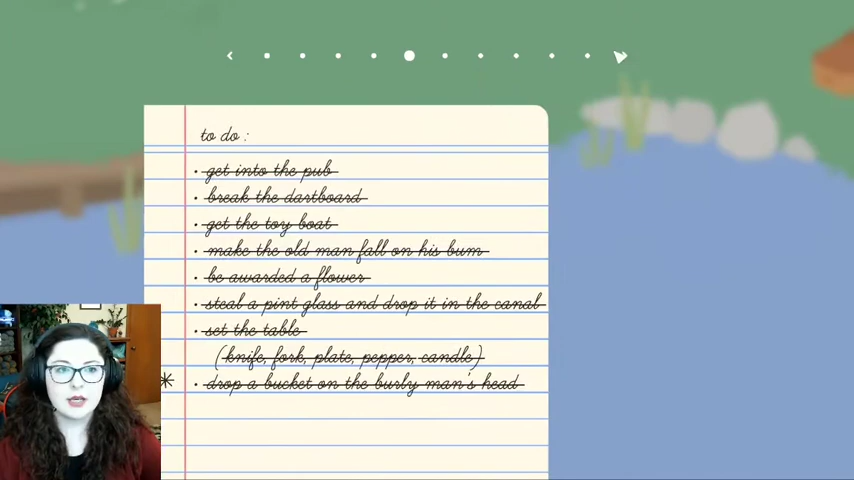 to do :
• get into the pub
• break the dartboard
• get the toy boat
• make the old man fall on his bum
• be awarded a flower
• steal a pint glass and drop it in the canal
• set the table
(knife, fork, plate, pepper, candle)
• drop a bucket on the burly man's head